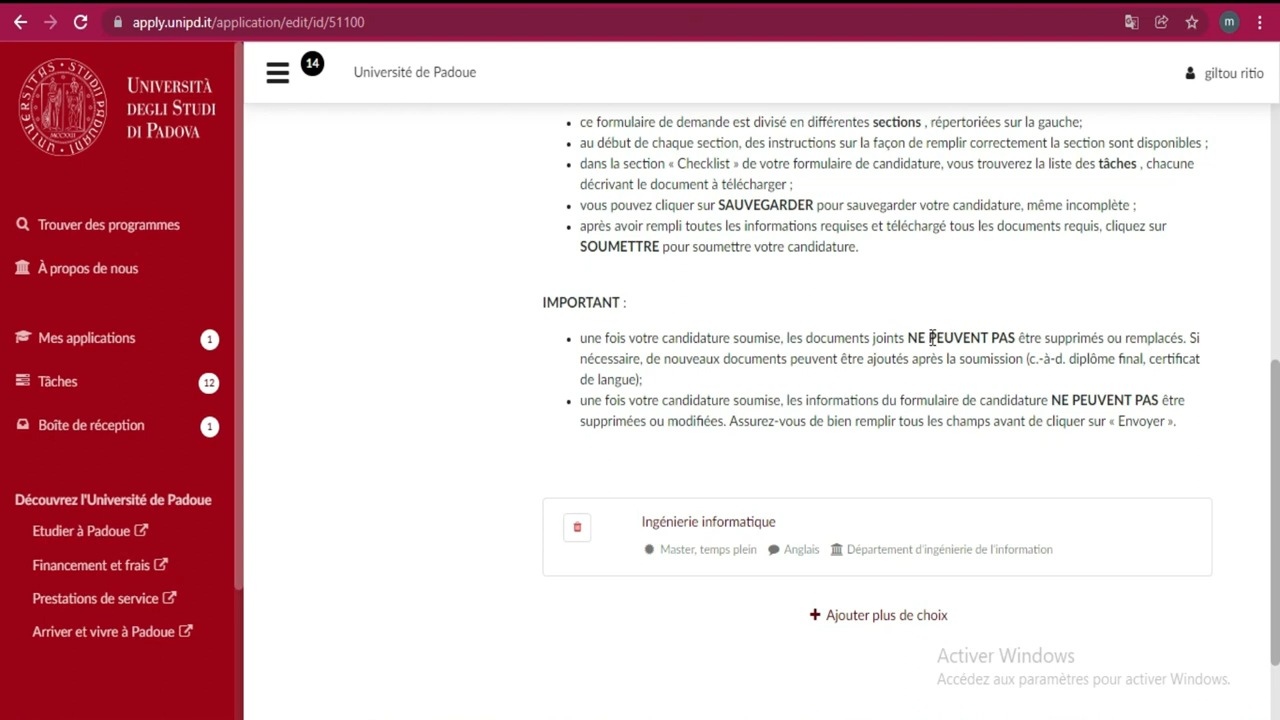 apply.unipd.it/application/edit/id/51100
m
UNIVERSITÀ
DEGLI STUDI
DI PADOVA
14
Université de Padoue
giltou ritio
Trouver des programmes
À propos de nous
Mes applications 1
Tâches 12
Boîte de réception 1
Découvrez l'Université de Padoue
Etudier à Padoue
Financement et frais
Prestations de service
Arriver et vivre à Padoue
• ce formulaire de demande est divisé en différentes sections , répertoriées sur la gauche;
• au début de chaque section, des instructions sur la façon de remplir correctement la section sont disponibles ;
• dans la section « Checklist » de votre formulaire de candidature, vous trouverez la liste des tâches , chacune
décrivant le document à télécharger ;
• vous pouvez cliquer sur SAUVEGARDER pour sauvegarder votre candidature, même incomplète ;
• après avoir rempli toutes les informations requises et téléchargé tous les documents requis, cliquez sur
SOUMETTRE pour soumettre votre candidature.
IMPORTANT :
• une fois votre candidature soumise, les documents joints NE PEUVENT PAS être supprimés ou remplacés. Si
nécessaire, de nouveaux documents peuvent être ajoutés après la soumission (c.-à-d. diplôme final, certificat
de langue);
• une fois votre candidature soumise, les informations du formulaire de candidature NE PEUVENT PAS être
supprimées ou modifiées. Assurez-vous de bien remplir tous les champs avant de cliquer sur « Envoyer ».
Ingénierie informatique
Master, temps plein Anglais Département d'ingénierie de l'information
+ Ajouter plus de choix
Activer Windows
Accédez aux paramètres pour activer Windows.